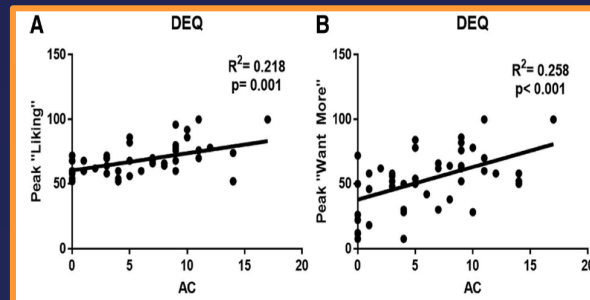 A
DEQ
R²= 0.218
p= 0.001
150
100
50
0
Peak "Liking"
0
5
10
15
20
AC
B
DEQ
R²= 0.258
p< 0.001
150
100
50
0
Peak "Want More"
0
5
10
15
20
AC